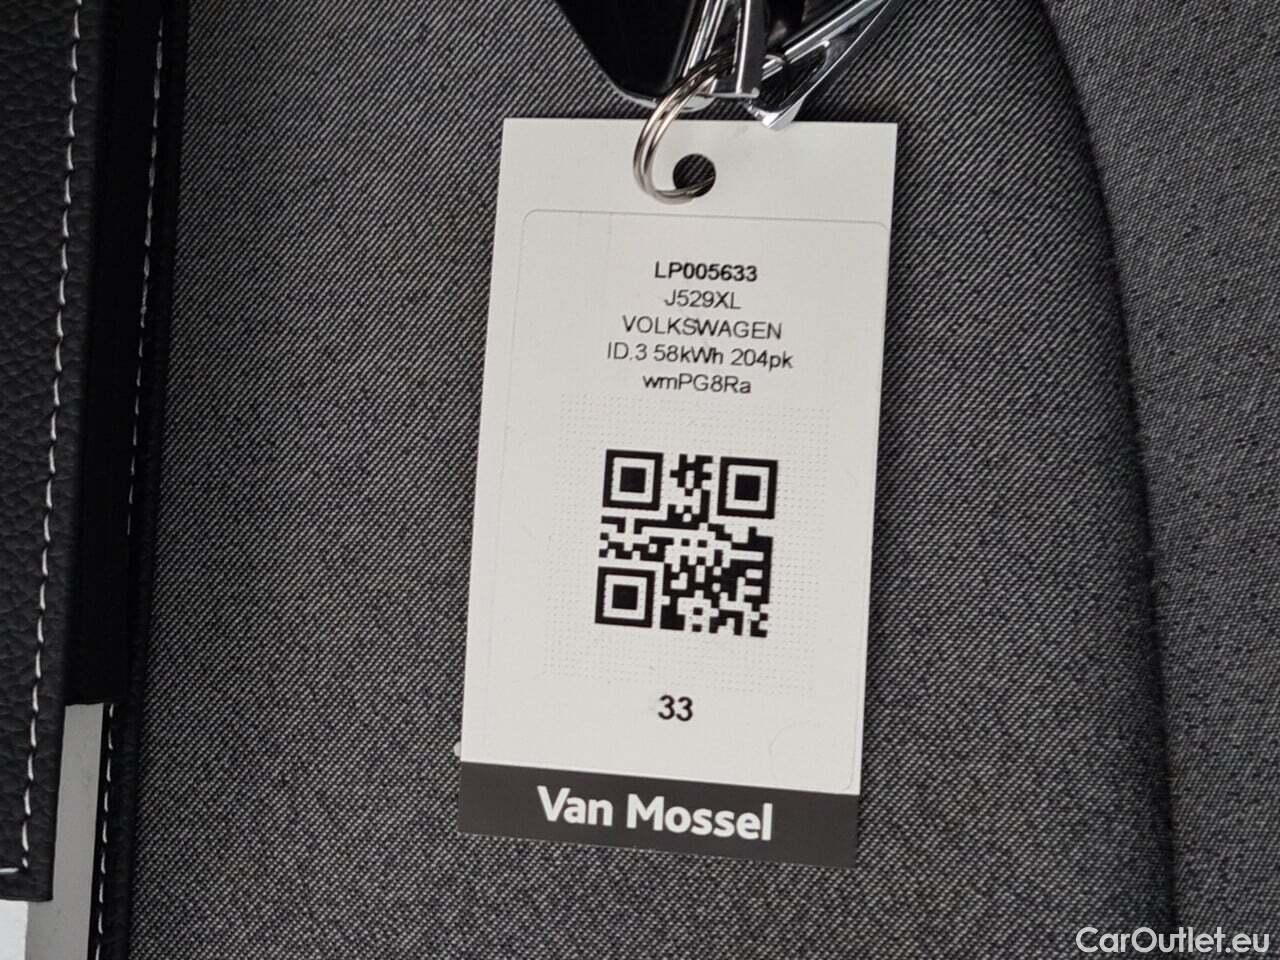 LP005633
J529XL
VOLKSWAGEN
ID.3 58kWh 204pk
wmPG8Ra
33
Van Mossel
CarOutlet.eu